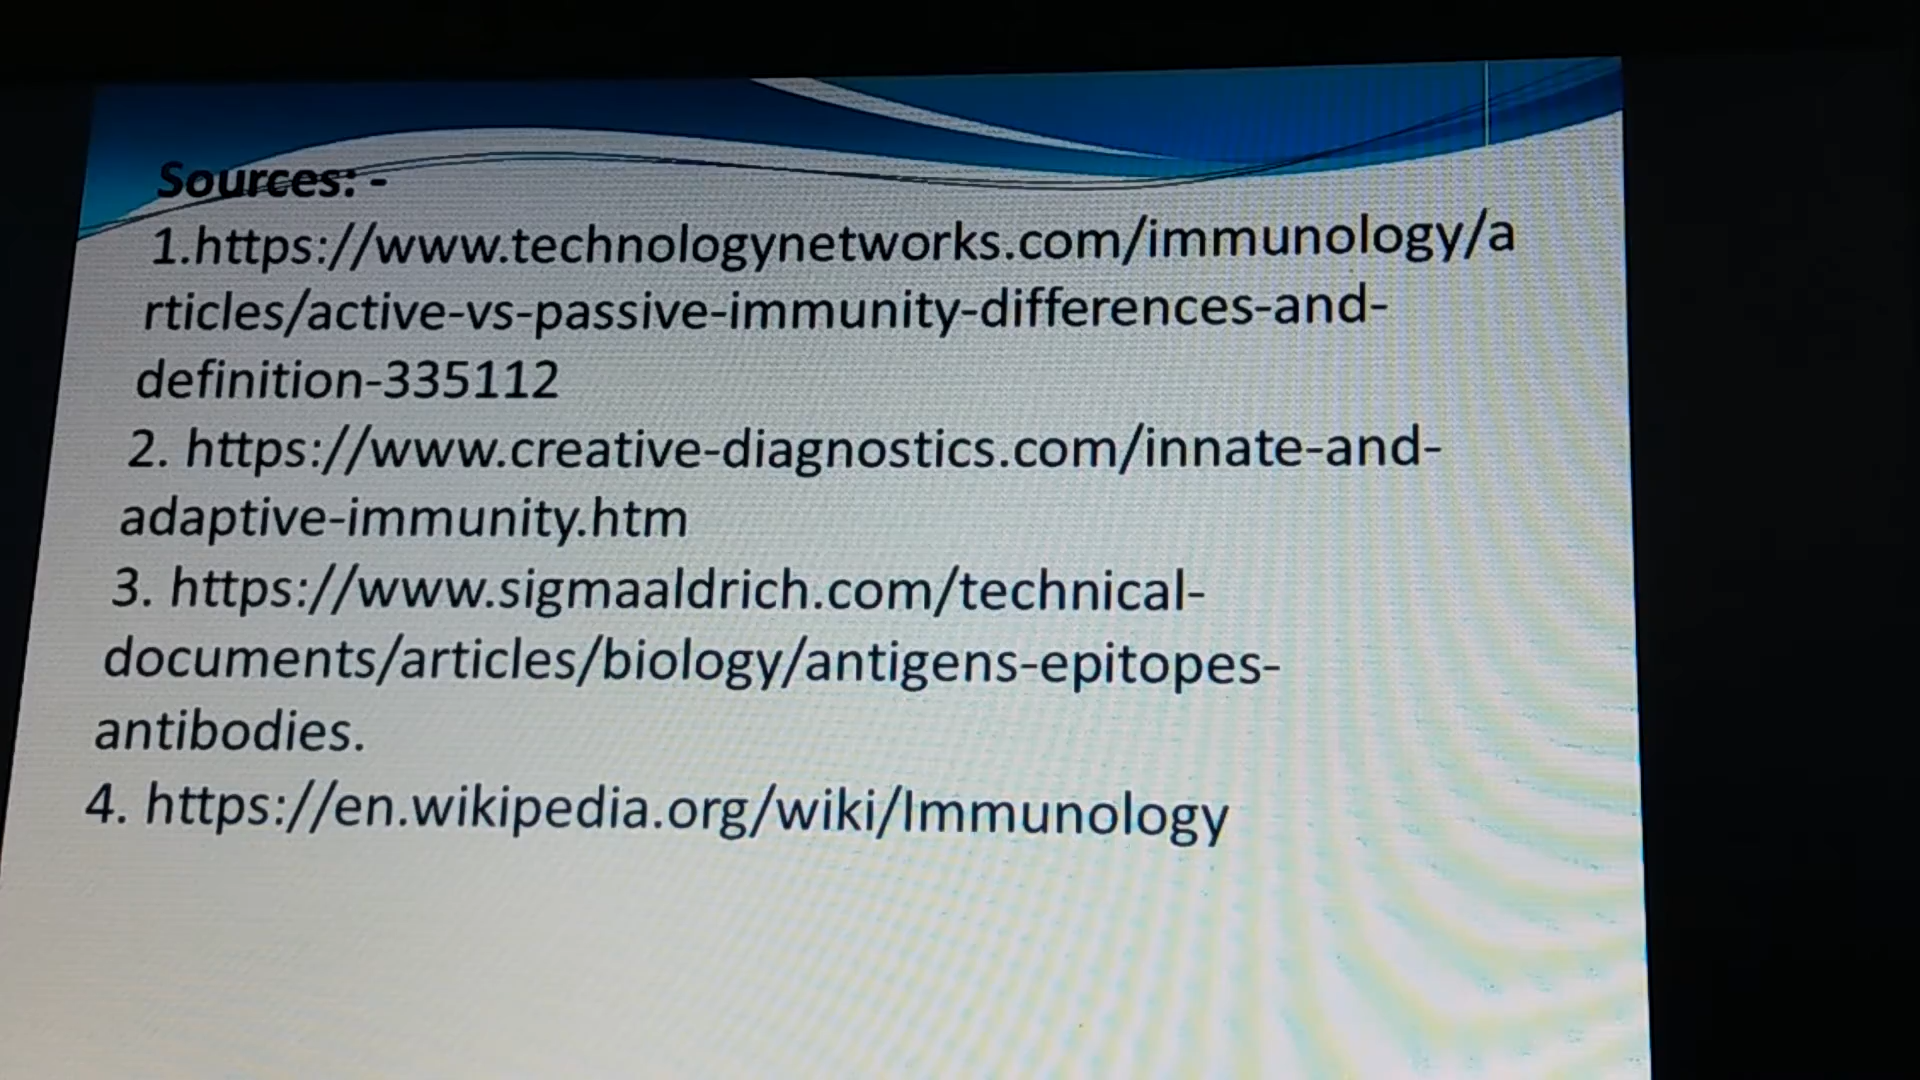 Sources: -
1.https://www.technologynetworks.com/immunology/a
rticles/active-vs-passive-immunity-differences-and-
definition-335112
2. https://www.creative-diagnostics.com/innate-and-
adaptive-immunity.htm
3. https://www.sigmaaldrich.com/technical-
documents/articles/biology/antigens-epitopes-
antibodies.
4. https://en.wikipedia.org/wiki/Immunology